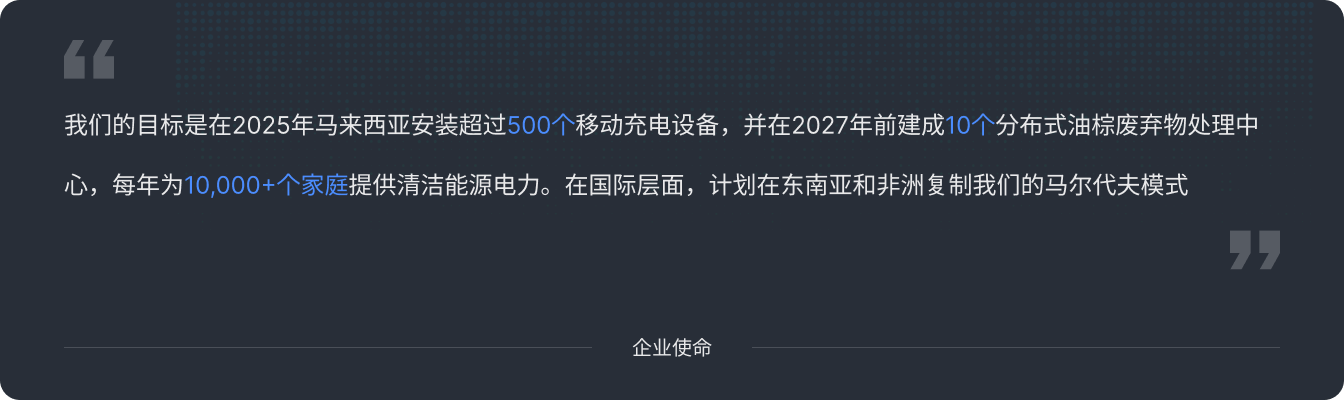 “
我们的目标是在2025年马来西亚安装超过500个移动充电设备，并在2027年前建成10个分布式油棕废弃物处理中
心，每年为10,000+个家庭提供清洁能源电力。在国际层面，计划在东南亚和非洲复制我们的马尔代夫模式
”
企业使命